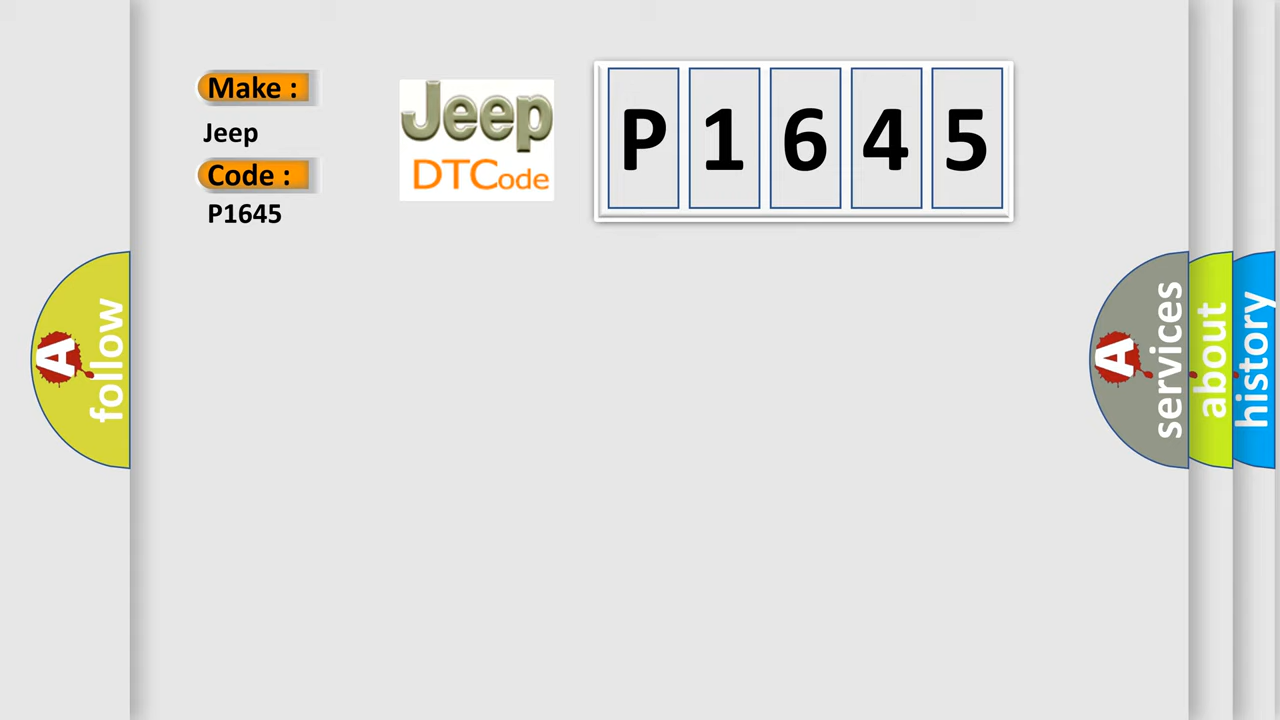 Make :
Jeep
Code :
P1645
Jeep
DTCode
P 1 6 4 5
A follow
A services
about
history